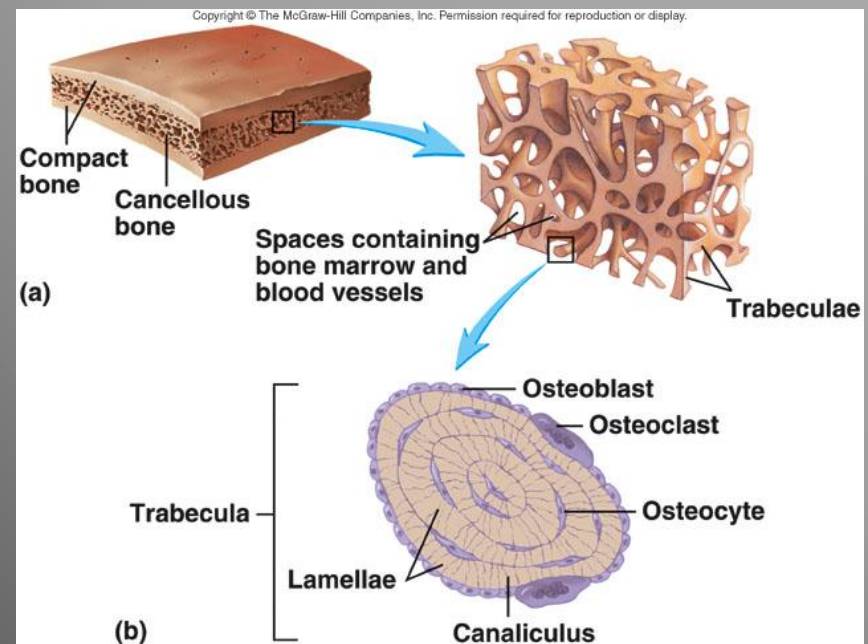 Copyright © The McGraw-Hill Companies, Inc. Permission required for reproduction or display.
Compact
bone
Cancellous
bone
Spaces containing
bone marrow and
blood vessels
(a)
Trabeculae
Osteoblast
Osteoclast
Trabecula
Osteocyte
Lamellae
Canaliculus
(b)